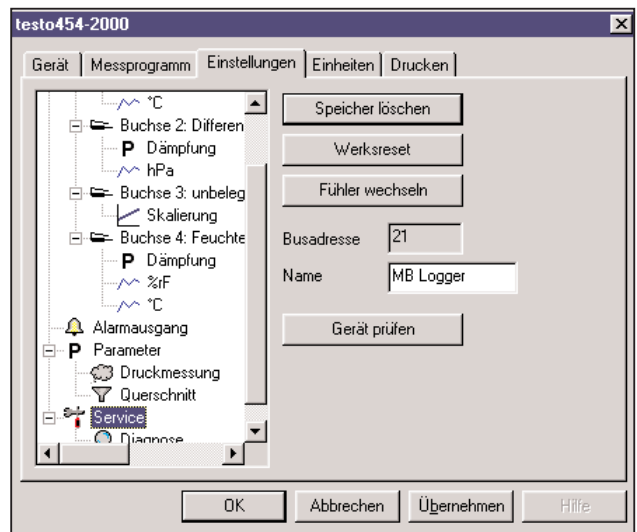 testo454-2000
Gerät Messprogramm Einstellungen Einheiten Drucken
°C
Buchse 2: Differen
P Dämpfung
hPa
Buchse 3: unbeleg
Skalierung
Buchse 4: Feuchte
P Dämpfung
%rF
°C
Alarmausgang
P Parameter
Druckmessung
Querschnitt
Service
Diagnose
Speicher löschen
Werksreset
Fühler wechseln
Busadresse 21
Name MB Logger
Gerät prüfen
OK Abbrechen Übernehmen Hilfe